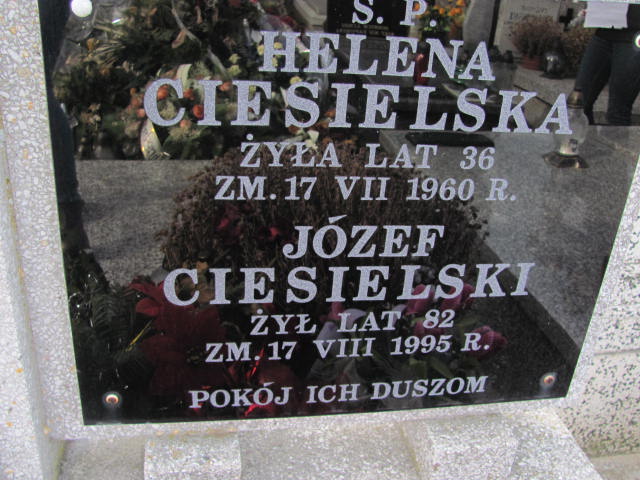 Ś. P.
HELENA
CIESIELSKA
ŻYŁA LAT 36
ZM. 17 VII 1960 R.
JÓZEF
CIESIELSKI
ŻYŁ LAT 82
ZM. 17 VIII 1995 R.
POKÓJ ICH DUSZOM